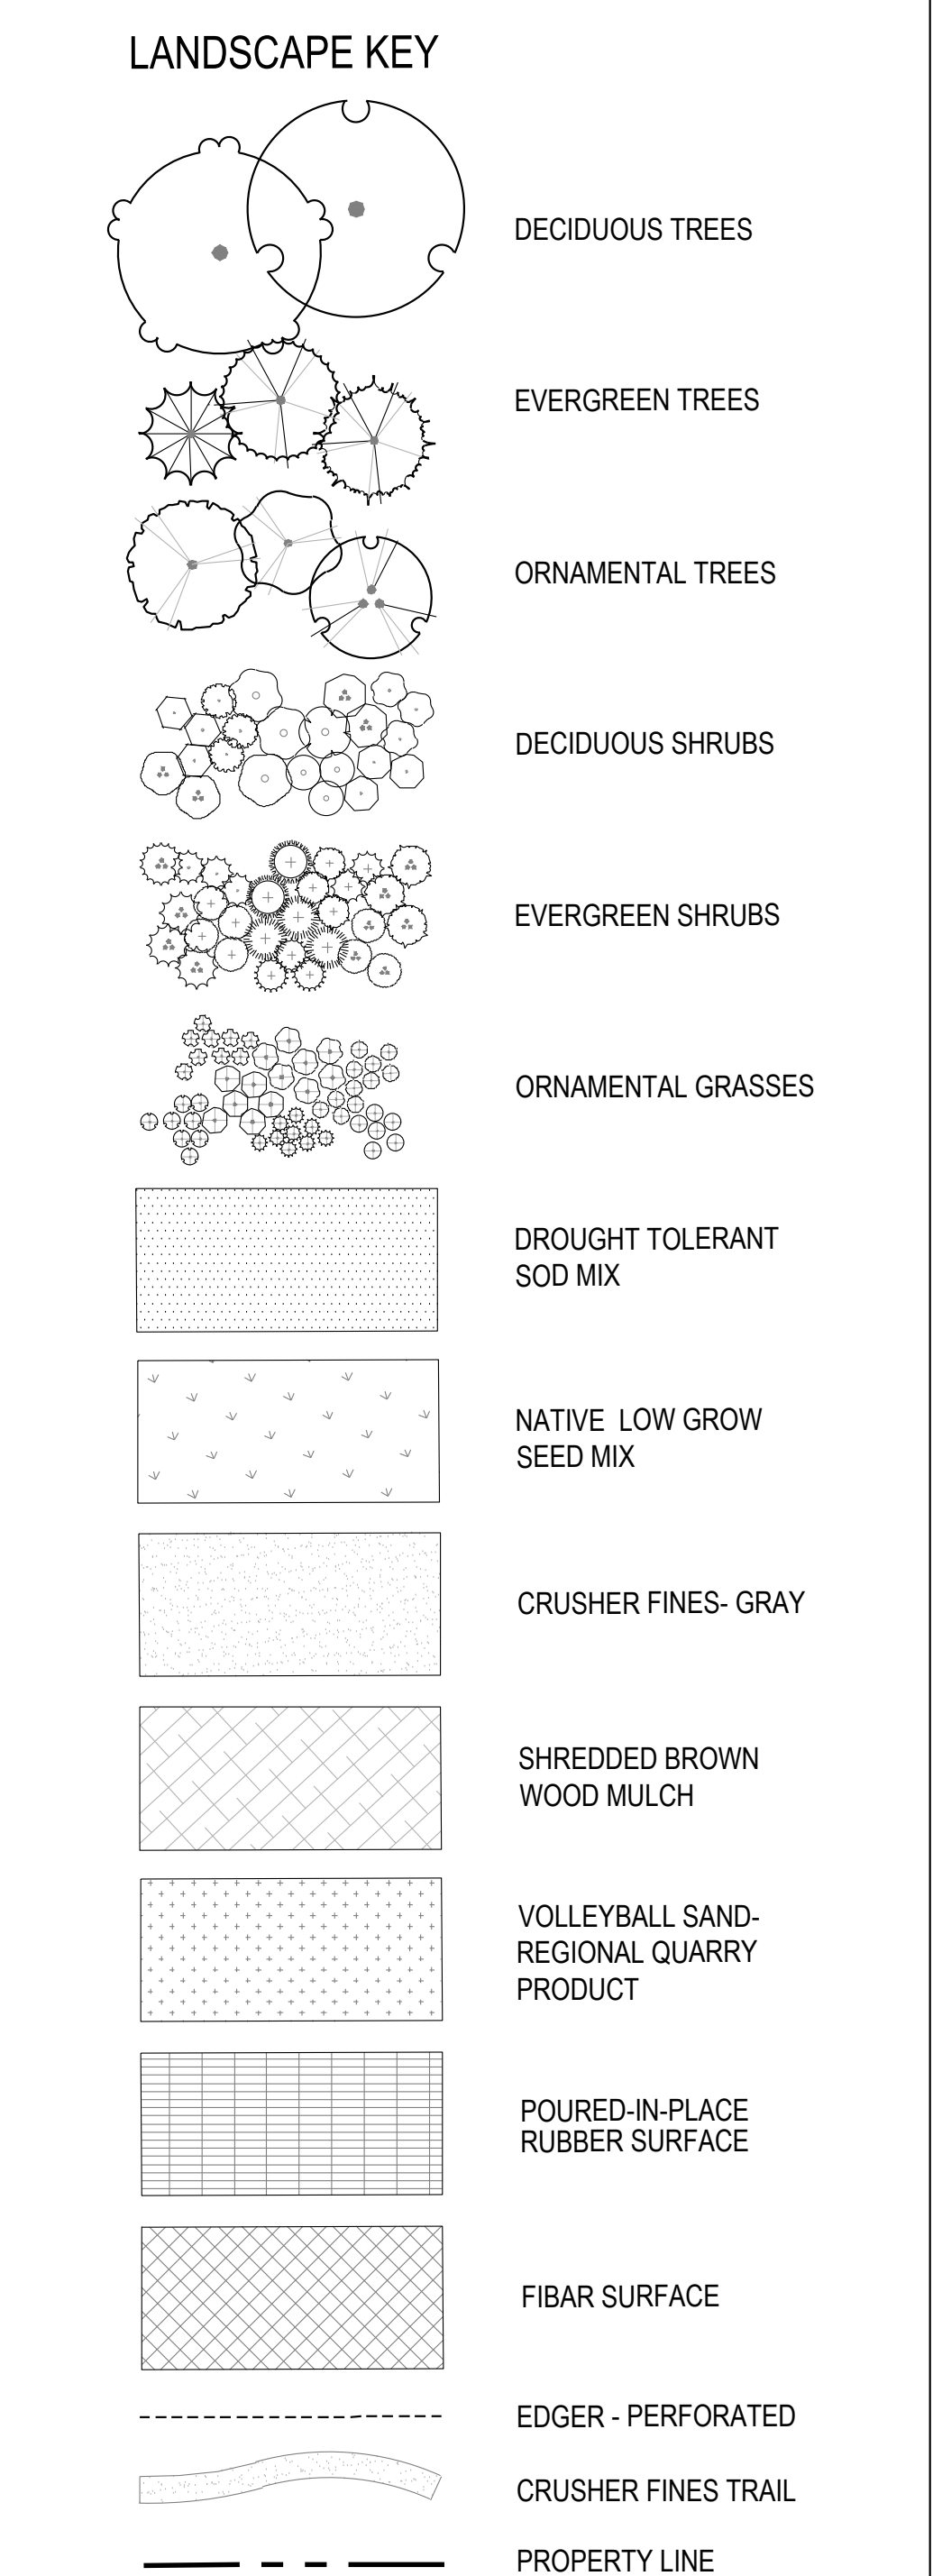 LANDSCAPE KEY
DECIDUOUS TREES
EVERGREEN TREES
ORNAMENTAL TREES
DECIDUOUS SHRUBS
EVERGREEN SHRUBS
ORNAMENTAL GRASSES
DROUGHT TOLERANT
SOD MIX
NATIVE LOW GROW
SEED MIX
CRUSHER FINES- GRAY
SHREDDED BROWN
WOOD MULCH
VOLLEYBALL SAND-
REGIONAL QUARRY
PRODUCT
POURED-IN-PLACE
RUBBER SURFACE
FIBAR SURFACE
EDGER - PERFORATED
CRUSHER FINES TRAIL
PROPERTY LINE